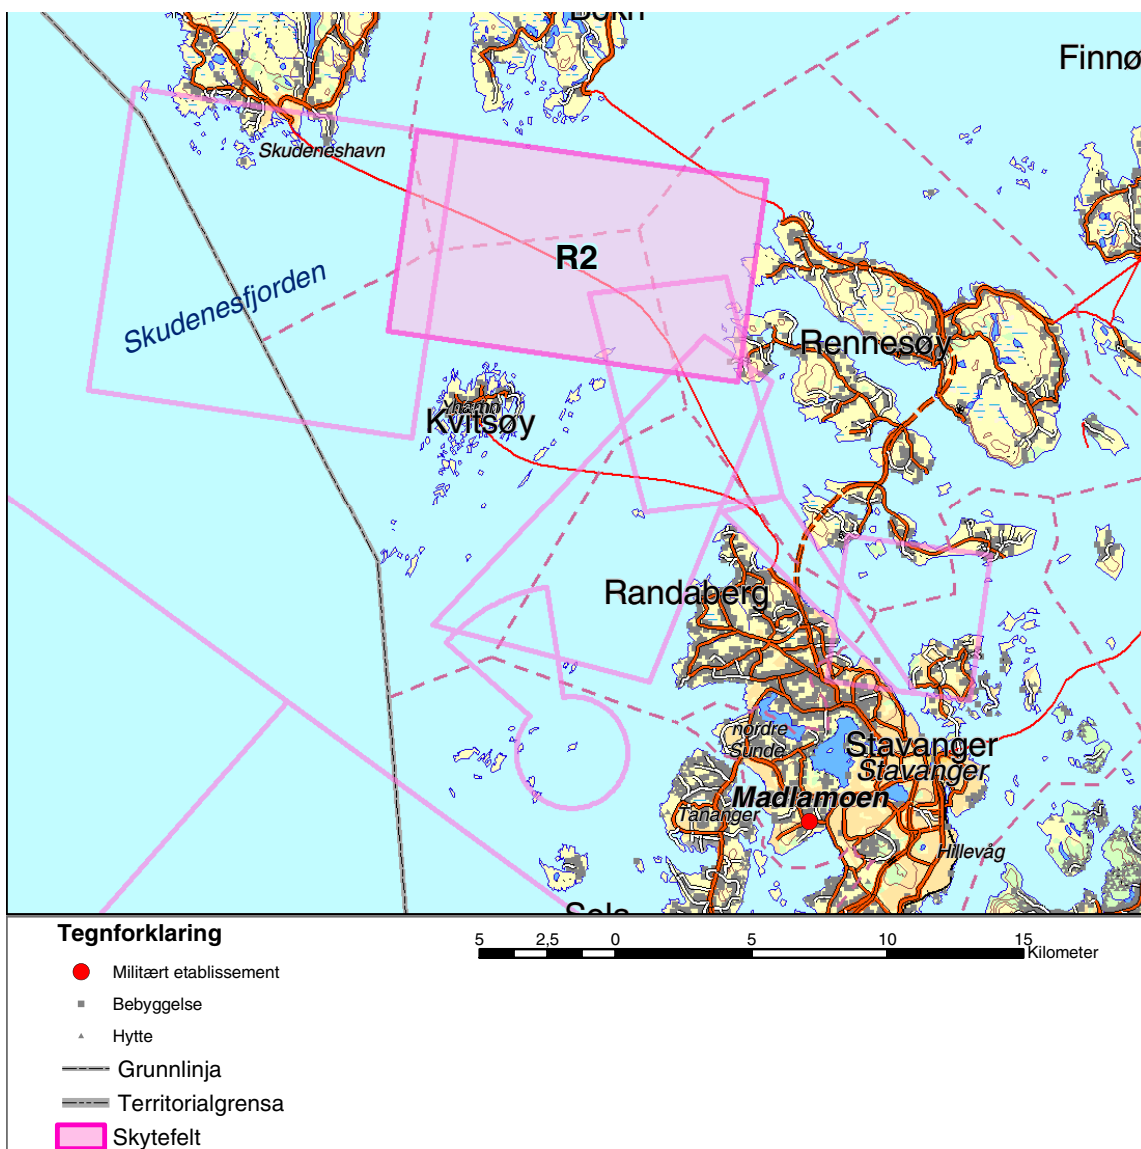 Bokn
Finnø
Skudeneshavn
R2
Skudenesfjorden
Rennesøy
Kvitsøy
Randaberg
nordre
Sunde
Stavanger
Stavanger
Madlamoen
Tananger
Hillevåg
Sola
Tegnforklaring
5 2,5 0 5 10 15
Kilometer
Militært etablissement
Bebyggelse
Hytte
Grunnlinja
Territorialgrensa
Skytefelt